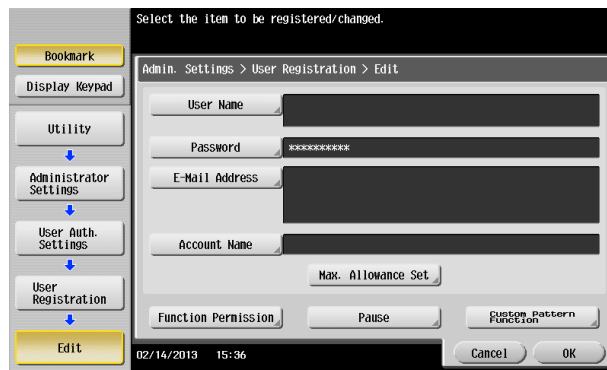 Select the item to be registered/changed.
Bookmark
Display Keypad
Utility
Administrator
Settings
User Auth.
Settings
User
Registration
Edit
Admin. Settings > User Registration > Edit
User Name
Password
**********
E-Mail Address
Account Name
Max. Allowance Set
Function Permission
Pause
Custom Pattern
Function
02/14/2013 15:36
Cancel
OK